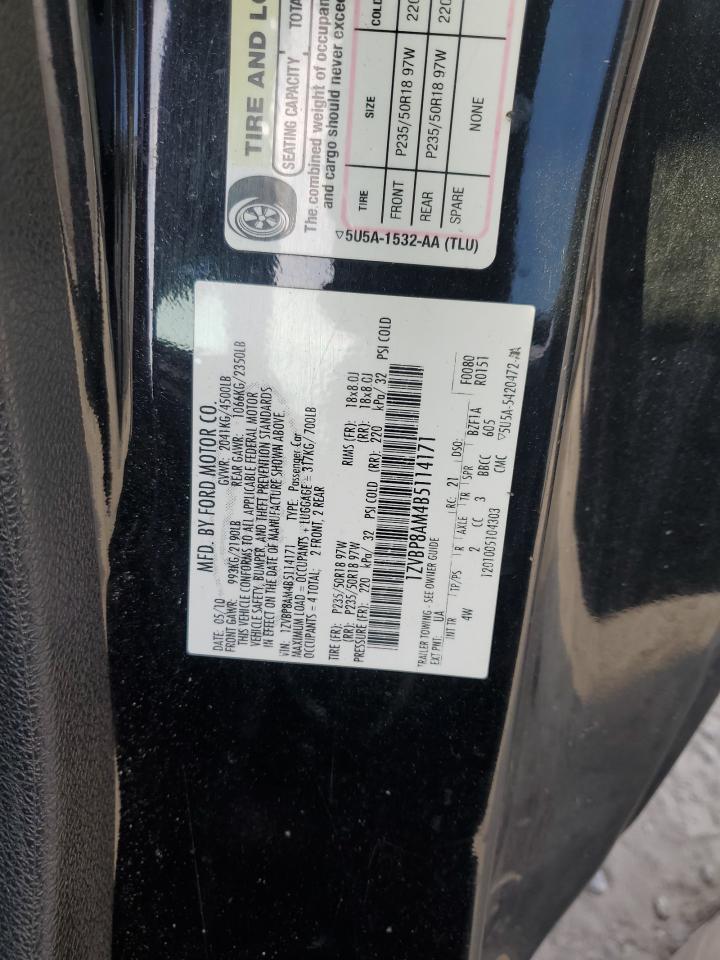 TIRE AND LO
SEATING CAPACITY TOTA
The combined weight of occupan
and cargo should never excee
TIRE SIZE COLD
FRONT P235/50R18 97W 220
REAR P235/50R18 97W 220
SPARE NONE
▽5U5A-1532-AA (TLU)
MFD. BY FORD MOTOR CO.
DATE: 05/10 GVWR: 2041KG/4500LB
FRONT GAWR: 993KG/2190LB REAR GAWR: 1066KG/2350LB
THIS VEHICLE CONFORMS TO ALL APPLICABLE FEDERAL MOTOR
VEHICLE SAFETY, BUMPER, AND THEFT PREVENTION STANDARDS
IN EFFECT ON THE DATE OF MANUFACTURE SHOWN ABOVE.
VIN: 1ZVBP8AM4B5114171 TYPE: Passenger Car
MAXIMUM LOAD = OCCUPANTS + LUGGAGE = 317KG/700LB
OCCUPANTS = 4 TOTAL; 2 FRONT, 2 REAR
TIRE (FR): P235/50R18 97W RIMS (FR): 18x8.0J
(RR): P235/50R18 97W (RR): 18x8.0J
PRESSURE (FR): 220 kPa/ 32 PSI COLD (RR): 220 kPa/ 32 PSI COLD
1ZVBP8AM4B5114171
TRAILER TOWING - SEE OWNER GUIDE
EXT PNT: UA RC: 21 DSO: F0080
R0151
INT TR TP/PS R AXLE TR SPR B7F1A
4W 2 CC 3 BBCC 605
1201005104303 CMC ▽5U5A-5420472-